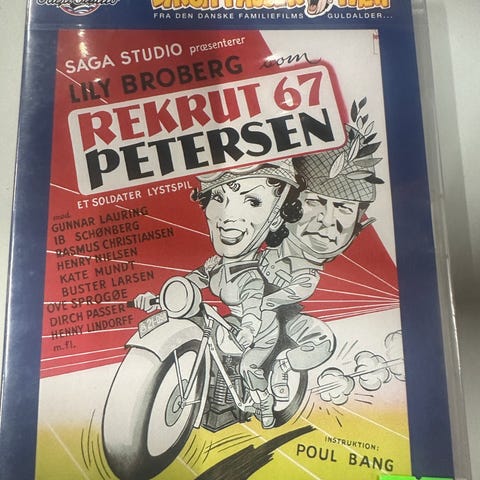 FRA DEN DANSKE FAMILIEFILMS GULDALDER...
SAGA STUDIO præsenterer
LILY BROBERG som
REKRUT 67
PETERSEN
ET SOLDATER LYSTSPIL
med
GUNNAR LAURING
IB SCHØNBERG
RASMUS CHRISTIANSEN
HENRY NIELSEN
KATE MUNDT
BUSTER LARSEN
OVE SPROGØE
DIRCH PASSER
HENNY LINDORFF
m.fl.
INSTRUKTION:
POUL BANG